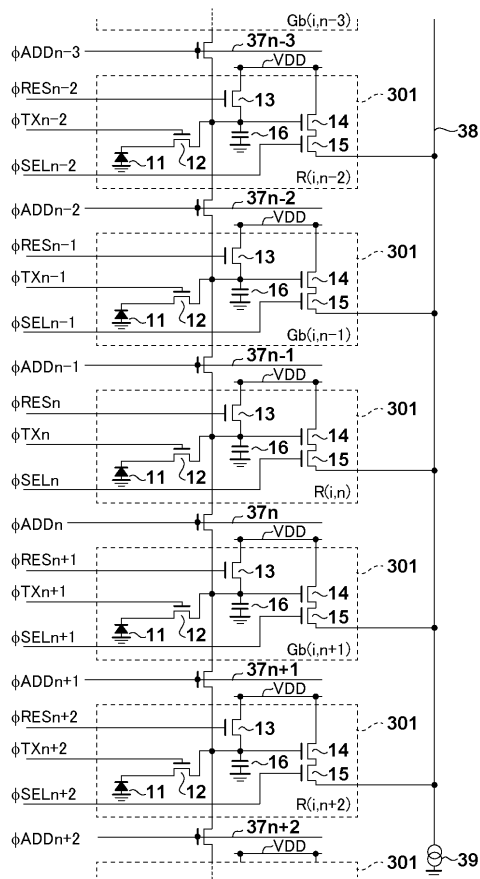 Gb(i,n-3)
ϕADDn-3 37n-3
VDD
ϕRESn-2 13 301
ϕTXn-2 16 14 38
11 12 15
ϕSELn-2 R(i,n-2)
ϕADDn-2 37n-2
VDD
ϕRESn-1 13 301
ϕTXn-1 16 14
11 12 15
ϕSELn-1 Gb(i,n-1)
ϕADDn-1 37n-1
VDD
ϕRESn 13 301
ϕTXn 16 14
11 12 15
ϕSELn R(i,n)
ϕADDn 37n
VDD
ϕRESn+1 13 301
ϕTXn+1 16 14
11 12 15
ϕSELn+1 Gb(i,n+1)
ϕADDn+1 37n+1
VDD
ϕRESn+2 13 301
ϕTXn+2 16 14
11 12 15
ϕSELn+2 R(i,n+2)
ϕADDn+2 37n+2
VDD 39
301